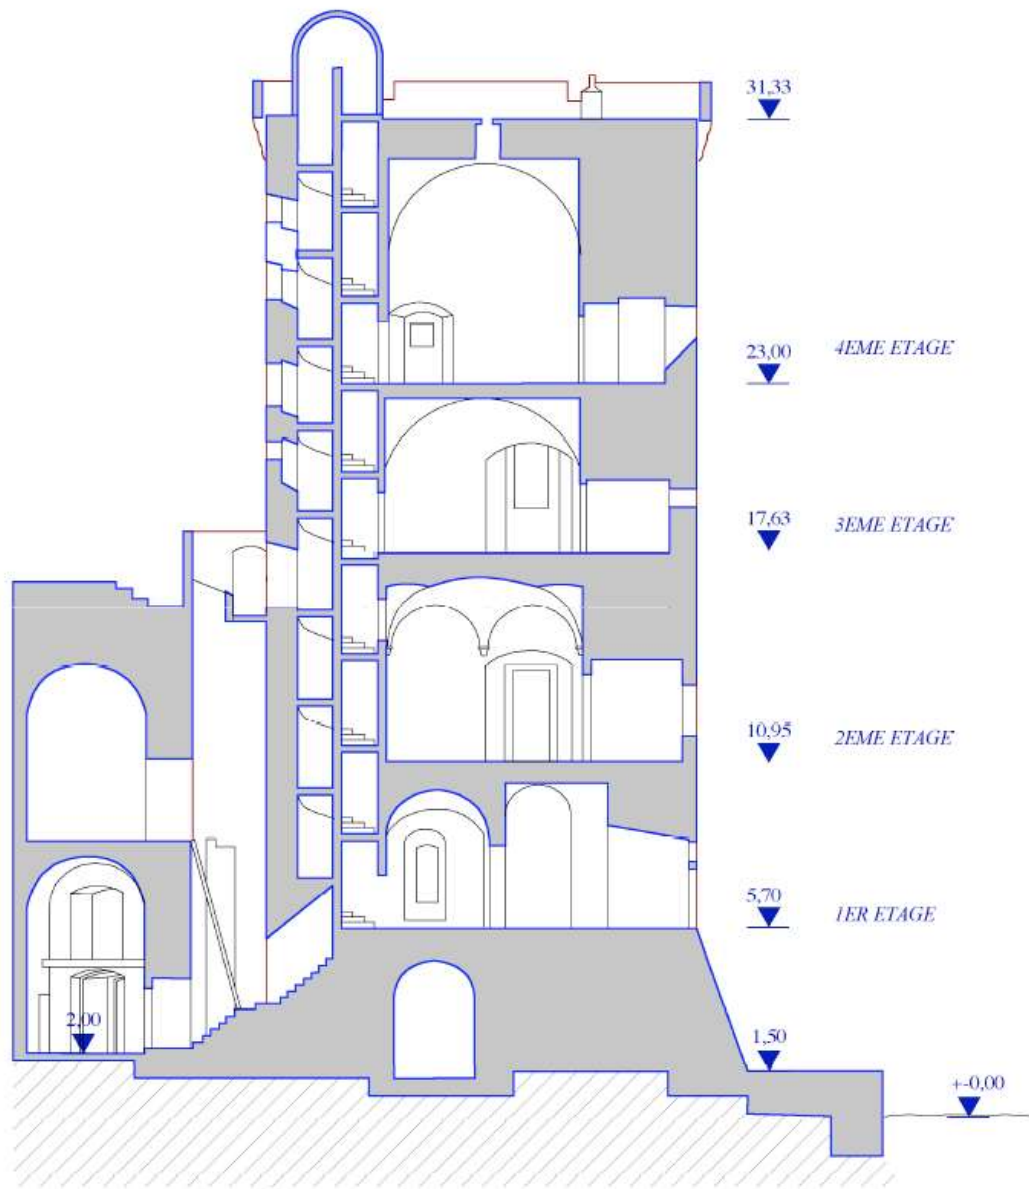 31,33
23,00
4EME ETAGE
17,63
3EME ETAGE
10,95
2EME ETAGE
5,70
1ER ETAGE
2,00
1,50
+-0,00